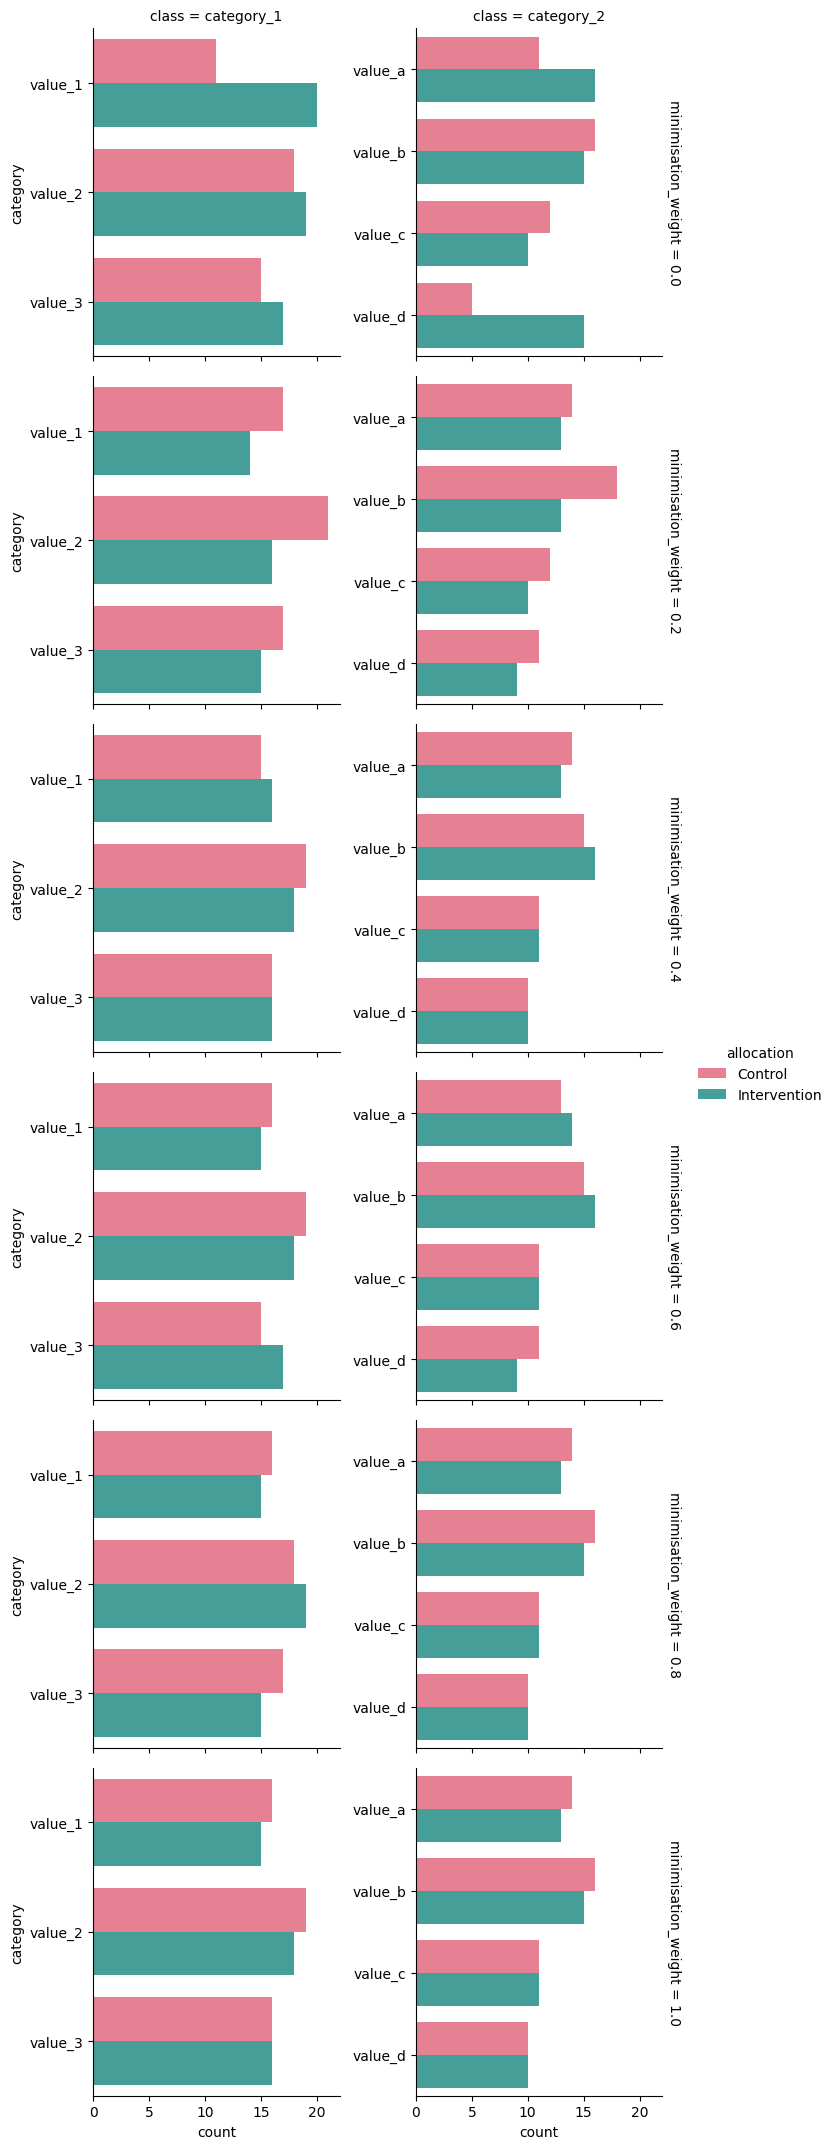 class = category_1
class = category_2
category
value_1
value_2
value_3
value_a
value_b
value_c
value_d
minimisation_weight = 0.0
category
value_1
value_2
value_3
value_a
value_b
value_c
value_d
minimisation_weight = 0.2
category
value_1
value_2
value_3
value_a
value_b
value_c
value_d
minimisation_weight = 0.4
allocation
Control
Intervention
category
value_1
value_2
value_3
value_a
value_b
value_c
value_d
minimisation_weight = 0.6
category
value_1
value_2
value_3
value_a
value_b
value_c
value_d
minimisation_weight = 0.8
category
value_1
value_2
value_3
value_a
value_b
value_c
value_d
minimisation_weight = 1.0
0 5 10 15 20
count
0 5 10 15 20
count